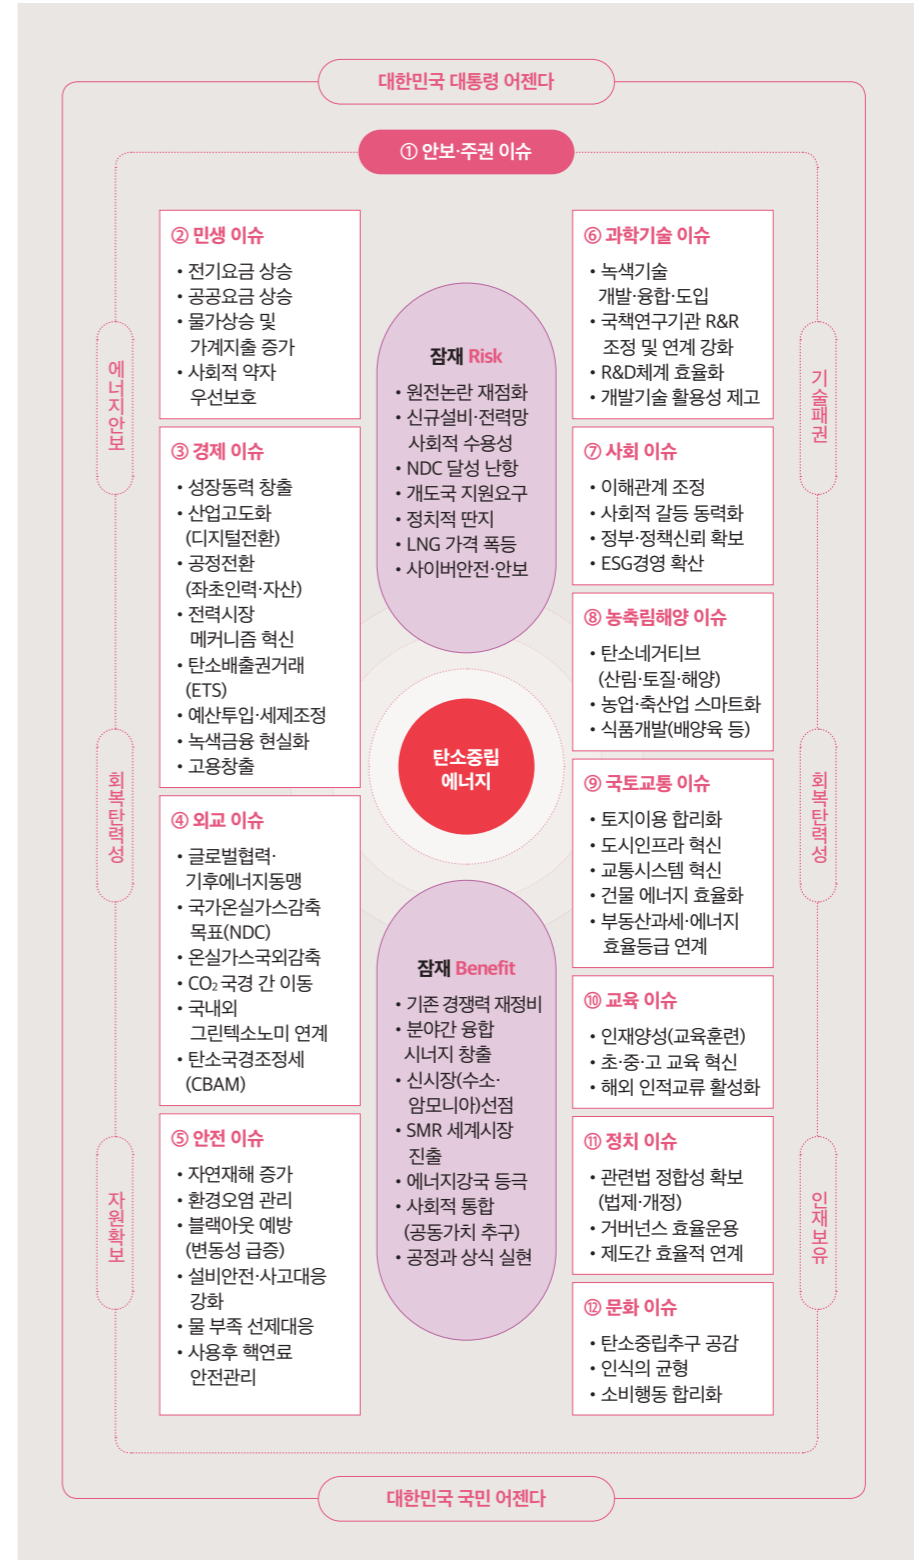 대한민국 대통령 어젠다
① 안보·주권 이슈
에너지안보
회복탄력성
자원확보
② 민생 이슈
• 전기요금 상승
• 공공요금 상승
• 물가상승 및
가계지출 증가
• 사회적 약자
우선보호
③ 경제 이슈
• 성장동력 창출
• 산업고도화
(디지털전환)
• 공정전환
(좌초인력·자산)
• 전력시장
메커니즘 혁신
• 탄소배출권거래
(ETS)
• 예산투입·세제조정
• 녹색금융 현실화
• 고용창출
④ 외교 이슈
• 글로벌협력·
기후에너지동맹
• 국가온실가스감축
목표(NDC)
• 온실가스국외감축
• CO₂ 국경 간 이동
• 국내외
그린텍소노미 연계
• 탄소국경조정세
(CBAM)
⑤ 안전 이슈
• 자연재해 증가
• 환경오염 관리
• 블랙아웃 예방
(변동성 급증)
• 설비안전·사고대응
강화
• 물 부족 선제대응
• 사용후 핵연료
안전관리
잠재 Risk
• 원전논란 재점화
• 신규설비·전력망
사회적 수용성
• NDC 달성 난항
• 개도국 지원요구
• 정치적 딴지
• LNG 가격 폭등
• 사이버안전·안보
탄소중립
에너지
잠재 Benefit
• 기존 경쟁력 재정비
• 분야간 융합
시너지 창출
• 신시장(수소·
암모니아)선점
• SMR 세계시장
진출
• 에너지강국 등극
• 사회적 통합
(공동가치 추구)
• 공정과 상식 실현
⑥ 과학기술 이슈
• 녹색기술
개발·융합·도입
• 국책연구기관 R&R
조정 및 연계 강화
• R&D체계 효율화
• 개발기술 활용성 제고
⑦ 사회 이슈
• 이해관계 조정
• 사회적 갈등 동력화
• 정부·정책신뢰 확보
• ESG경영 확산
⑧ 농축림해양 이슈
• 탄소네거티브
(산림·토질·해양)
• 농업·축산업 스마트화
• 식품개발(배양육 등)
⑨ 국토교통 이슈
• 토지이용 합리화
• 도시인프라 혁신
• 교통시스템 혁신
• 건물 에너지 효율화
• 부동산과세·에너지
효율등급 연계
⑩ 교육 이슈
• 인재양성(교육훈련)
• 초·중·고 교육 혁신
• 해외 인적교류 활성화
⑪ 정치 이슈
• 관련법 정합성 확보
(법제·개정)
• 거버넌스 효율운용
• 제도간 효율적 연계
⑫ 문화 이슈
• 탄소중립추구 공감
• 인식의 균형
• 소비행동 합리화
기술패권
회복탄력성
인재보유
대한민국 국민 어젠다